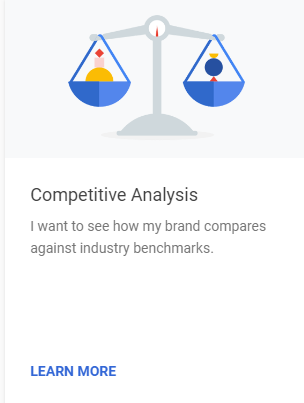 Competitive Analysis
I want to see how my brand compares
against industry benchmarks.
LEARN MORE